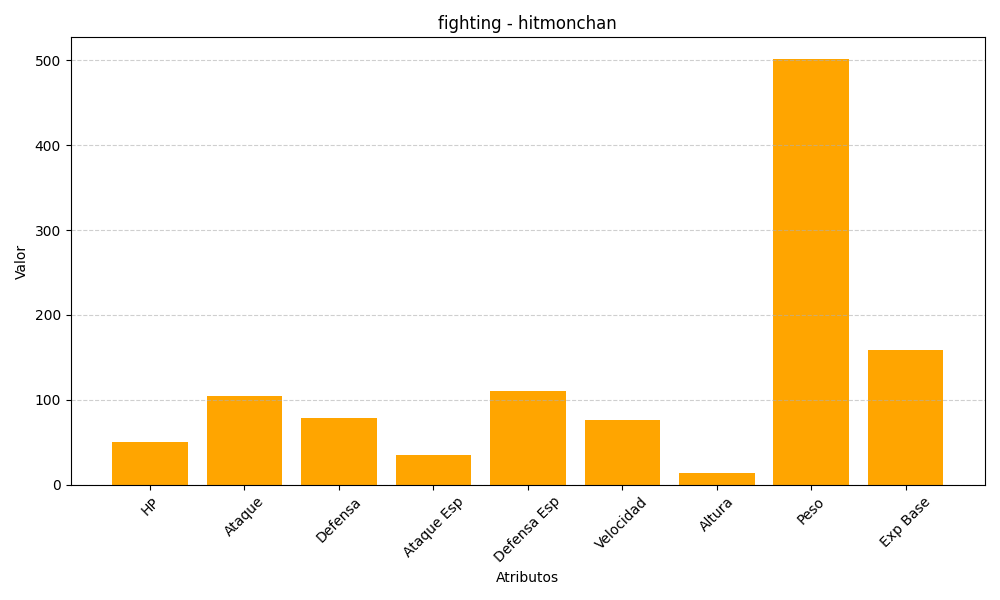 fighting - hitmonchan
Valor
500
400
300
200
100
0
HP
Ataque
Defensa
Ataque Esp
Defensa Esp
Velocidad
Altura
Peso
Exp Base
Atributos